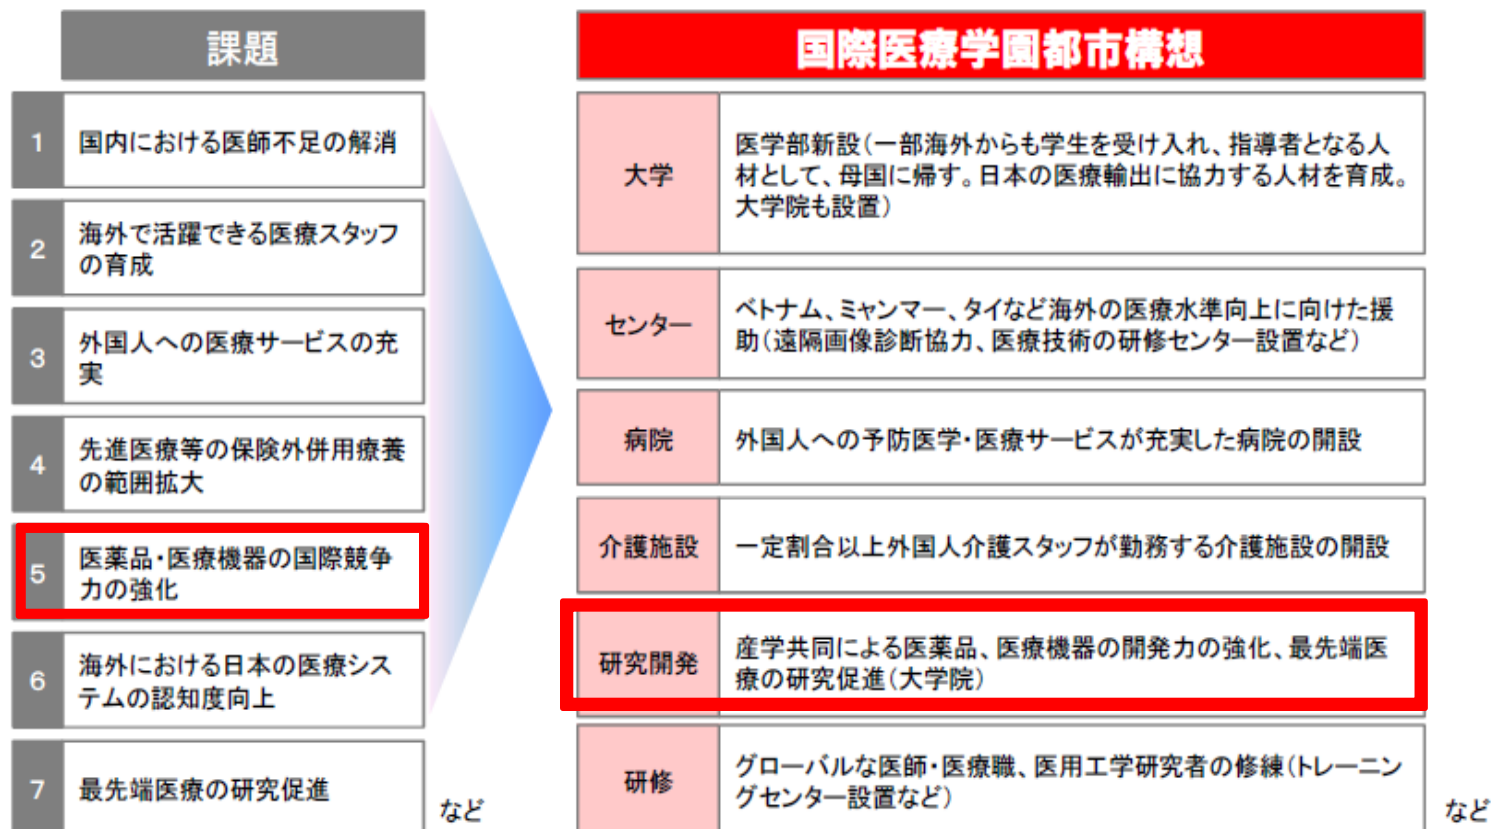 課題
1
国内における医師不足の解消
2
海外で活躍できる医療スタッフ
の育成
3
外国人への医療サービスの充
実
4
先進医療等の保険外併用療養
の範囲拡大
5
医薬品・医療機器の国際競争
力の強化
6
海外における日本の医療シス
テムの認知度向上
7
最先端医療の研究促進
など
国際医療学園都市構想
大学
医学部新設(一部海外からも学生を受け入れ、指導者となる人
材として、母国に帰す。日本の医療輸出に協力する人材を育成。
大学院も設置)
センター
ベトナム、ミャンマー、タイなど海外の医療水準向上に向けた援
助(遠隔画像診断協力、医療技術の研修センター設置など)
病院
外国人への予防医学・医療サービスが充実した病院の開設
介護施設
一定割合以上外国人介護スタッフが勤務する介護施設の開設
研究開発
産学共同による医薬品、医療機器の開発力の強化、最先端医
療の研究促進(大学院)
研修
グローバルな医師・医療職、医用工学研究者の修練(トレーニン
グセンター設置など)
など